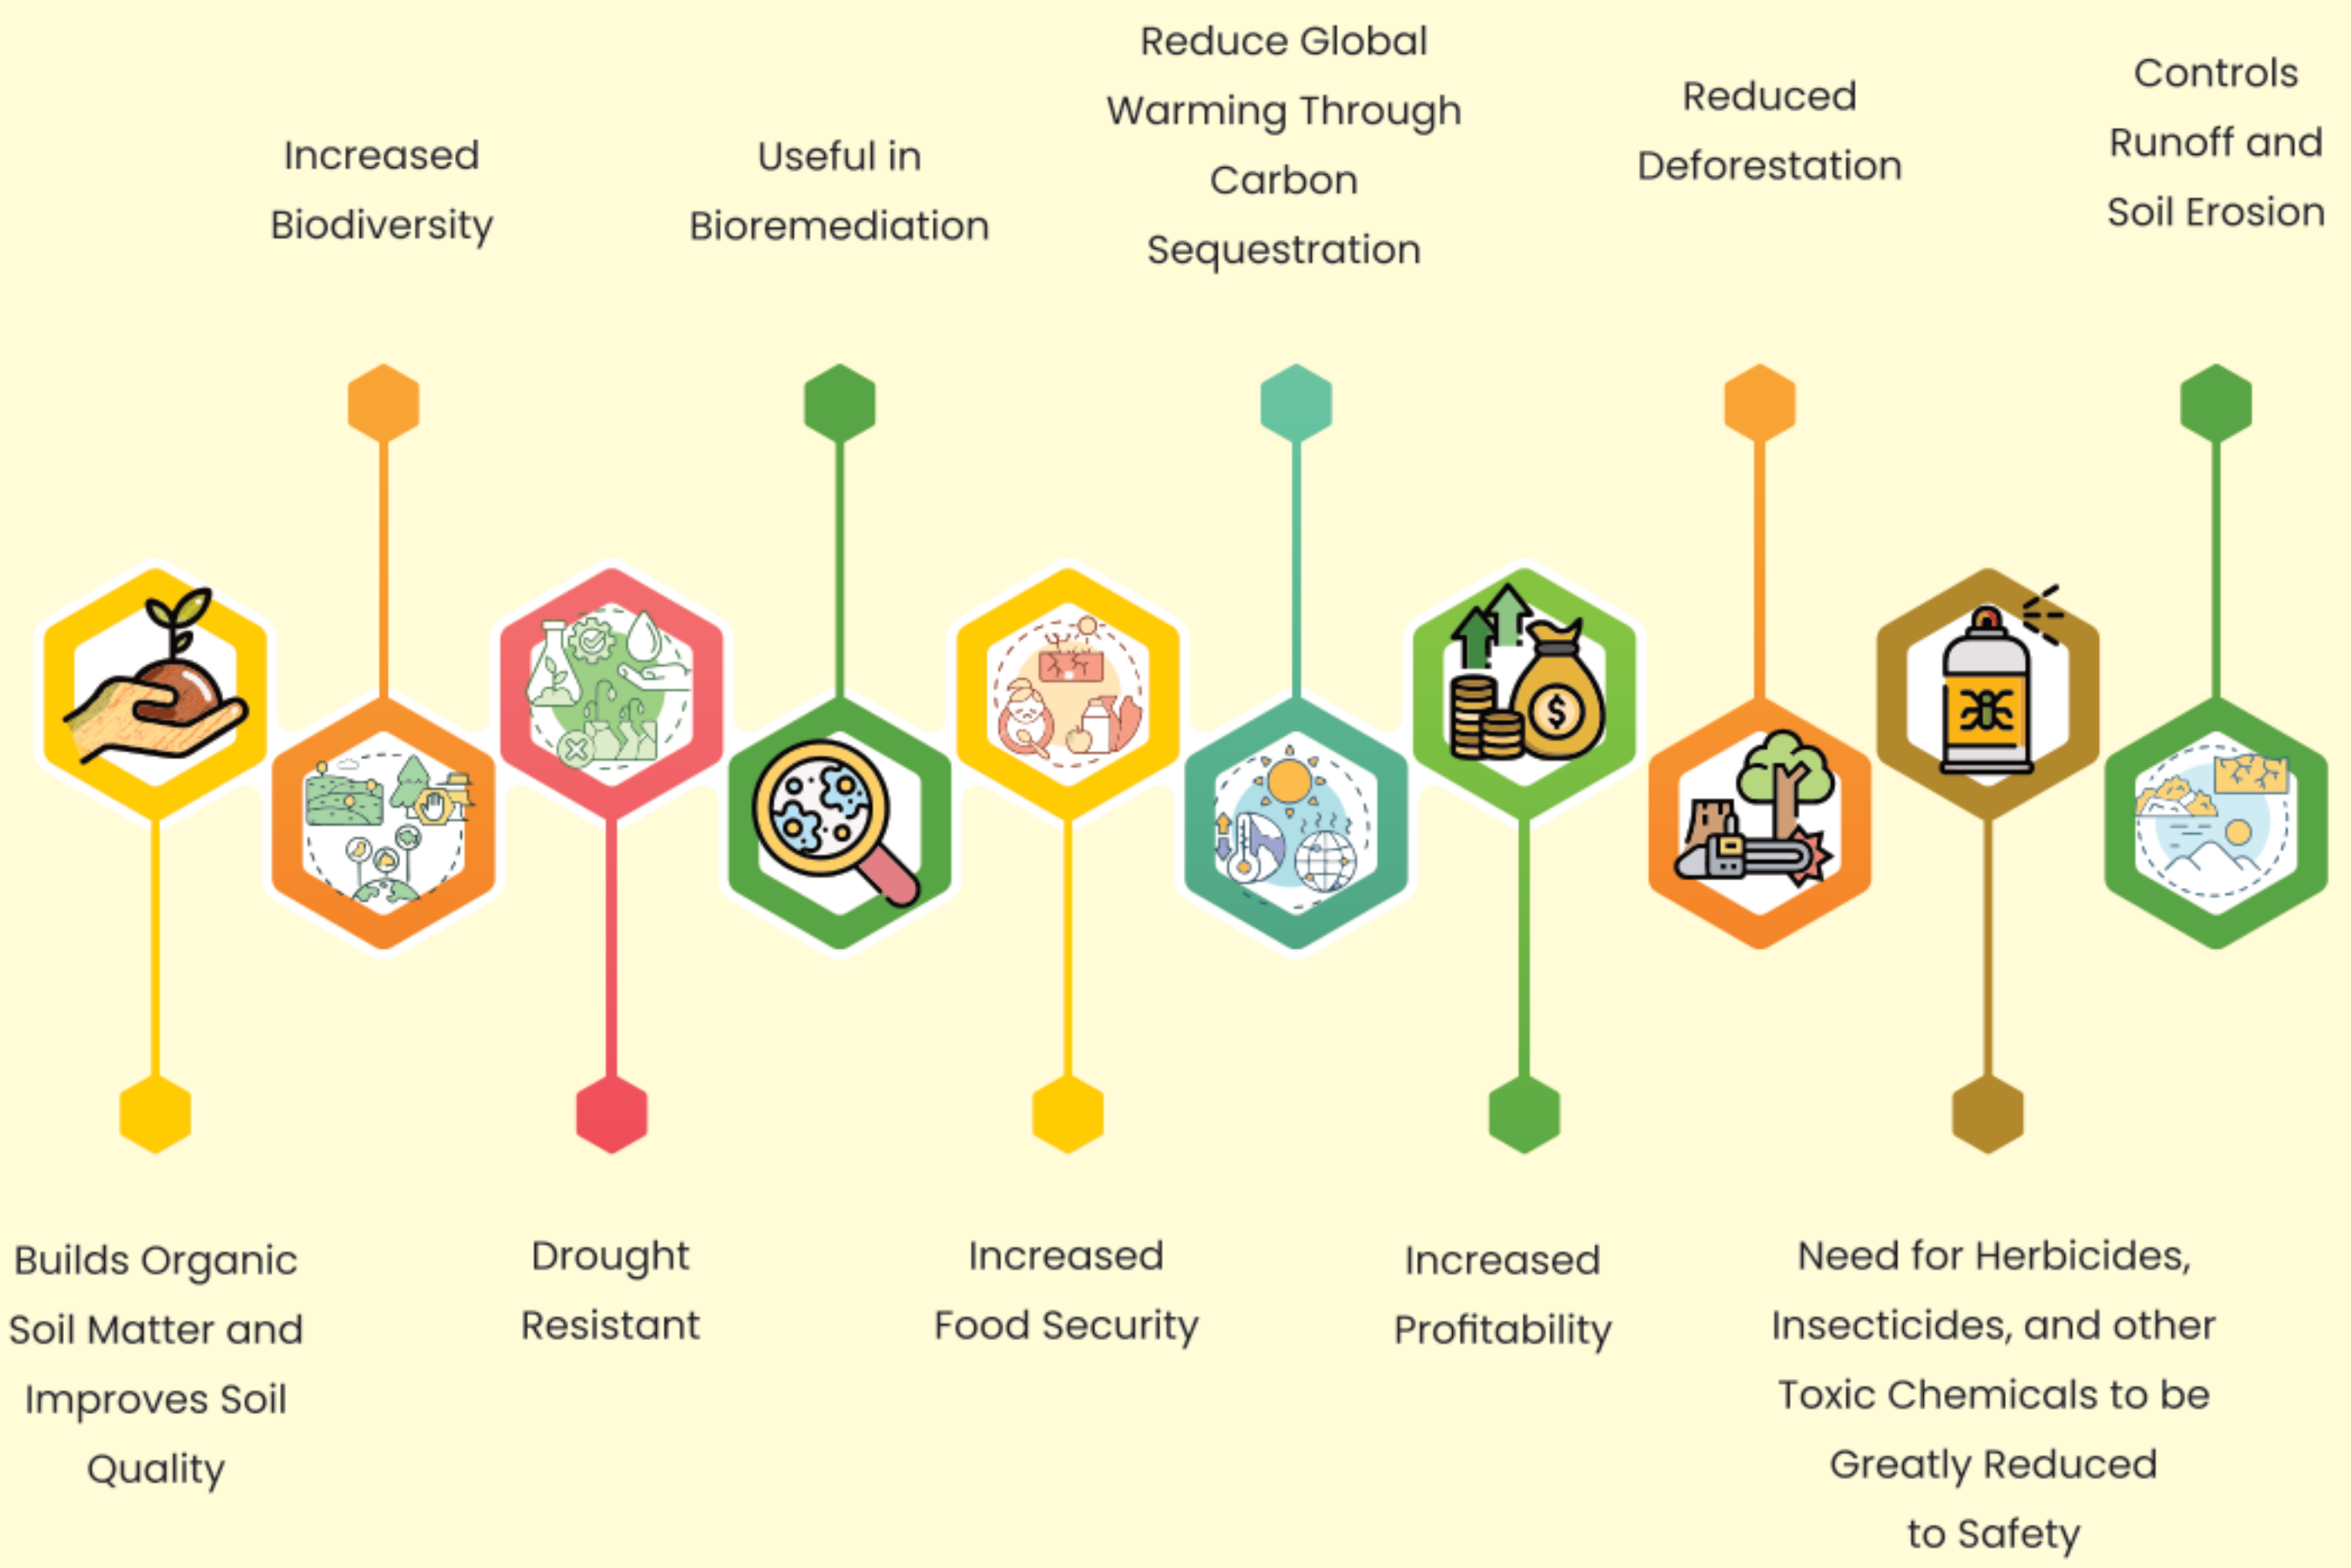 Increased
Biodiversity
Useful in
Bioremediation
Reduce Global
Warming Through
Carbon
Sequestration
Reduced
Deforestation
Controls
Runoff and
Soil Erosion
$
Builds Organic
Soil Matter and
Improves Soil
Quality
Drought
Resistant
Increased
Food Security
Increased
Profitability
Need for Herbicides,
Insecticides, and other
Toxic Chemicals to be
Greatly Reduced
to Safety